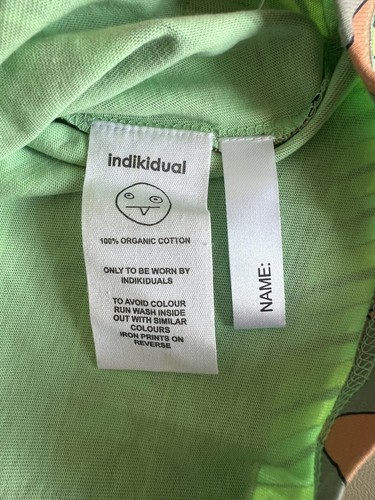 indikidual
100% ORGANIC COTTON
ONLY TO BE WORN BY
INDIKIDUALS
TO AVOID COLOUR
RUN WASH INSIDE
OUT WITH SIMILAR
COLOURS
IRON PRINTS ON
REVERSE
NAME: